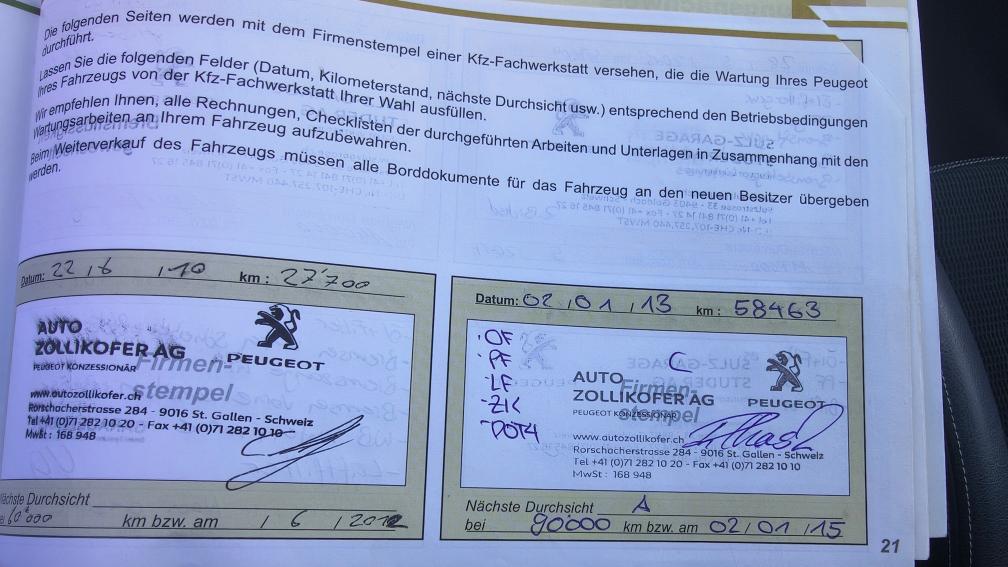 Die folgenden Seiten werden mit dem Firmenstempel einer Kfz-Fachwerkstatt versehen, die die Wartung Ihres Peugeot
durchführt.
Lassen Sie die folgenden Felder (Datum, Kilometerstand, nächste Durchsicht usw.) entsprechend den Betriebsbedingungen
Ihres Fahrzeugs von der Kfz-Fachwerkstatt Ihrer Wahl ausfüllen.
Wir empfehlen Ihnen, alle Rechnungen, Checklisten der durchgeführten Arbeiten und Unterlagen in Zusammenhang mit den
Wartungsarbeiten an Ihrem Fahrzeug aufzubewahren.
Beim Weiterverkauf des Fahrzeugs müssen alle Borddokumente für das Fahrzeug an den neuen Besitzer übergeben
werden.
Datum: 22 / 6 / 10 km : 27'700
AUTO
ZOLLIKOFER AG
PEUGEOT KONZESSIONÄR
PEUGEOT
Firmen-
stempel
www.autozollikofer.ch
Rorschacherstrasse 284 - 9016 St. Gallen - Schweiz
Tel +41 (0)71 282 10 20 - Fax +41 (0)71 282 10 10
MwSt : 168 948
Nächste Durchsicht
bei 60'000 km bzw. am / 6 / 2012
Datum: 02 / 01 / 13 km : 58463
OF
PF
LF
ZK
DOT4
C
AUTO
ZOLLIKOFER AG
PEUGEOT KONZESSIONÄR
PEUGEOT
Firmen-
stempel
www.autozollikofer.ch
Rorschacherstrasse 284 - 9016 St. Gallen - Schweiz
Tel +41 (0)71 282 10 20 - Fax +41 (0)71 282 10 10
MwSt : 168 948
Nächste Durchsicht A
bei 90000 km bzw. am 02 / 01 / 15
21